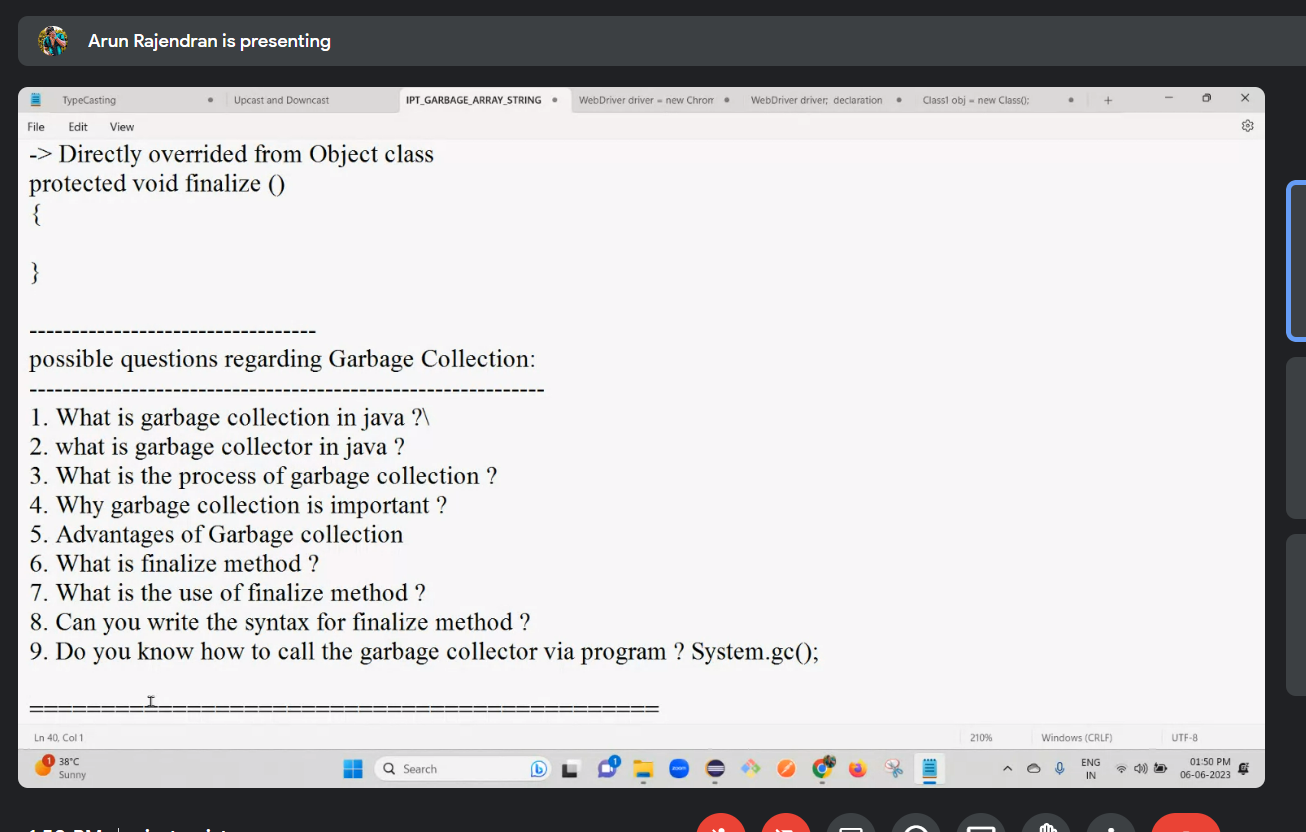 Arun Rajendran is presenting
TypeCasting
Upcast and Downcast
IPT_GARBAGE_ARRAY_STRING
WebDriver driver = new Chrom
WebDriver driver; declaration
Class1 obj = new Class();
File Edit View
-> Directly overrided from Object class
protected void finalize ()
{
}
----------------------------------
possible questions regarding Garbage Collection:
-------------------------------------------------------------
1. What is garbage collection in java ?\
2. what is garbage collector in java ?
3. What is the process of garbage collection ?
4. Why garbage collection is important ?
5. Advantages of Garbage collection
6. What is finalize method ?
7. What is the use of finalize method ?
8. Can you write the syntax for finalize method ?
9. Do you know how to call the garbage collector via program ? System.gc();
============================================
Ln 40, Col 1 210% Windows (CRLF) UTF-8
1
38°C
Sunny
Search
1
zoom
ENG
IN
01:50 PM
06-06-2023